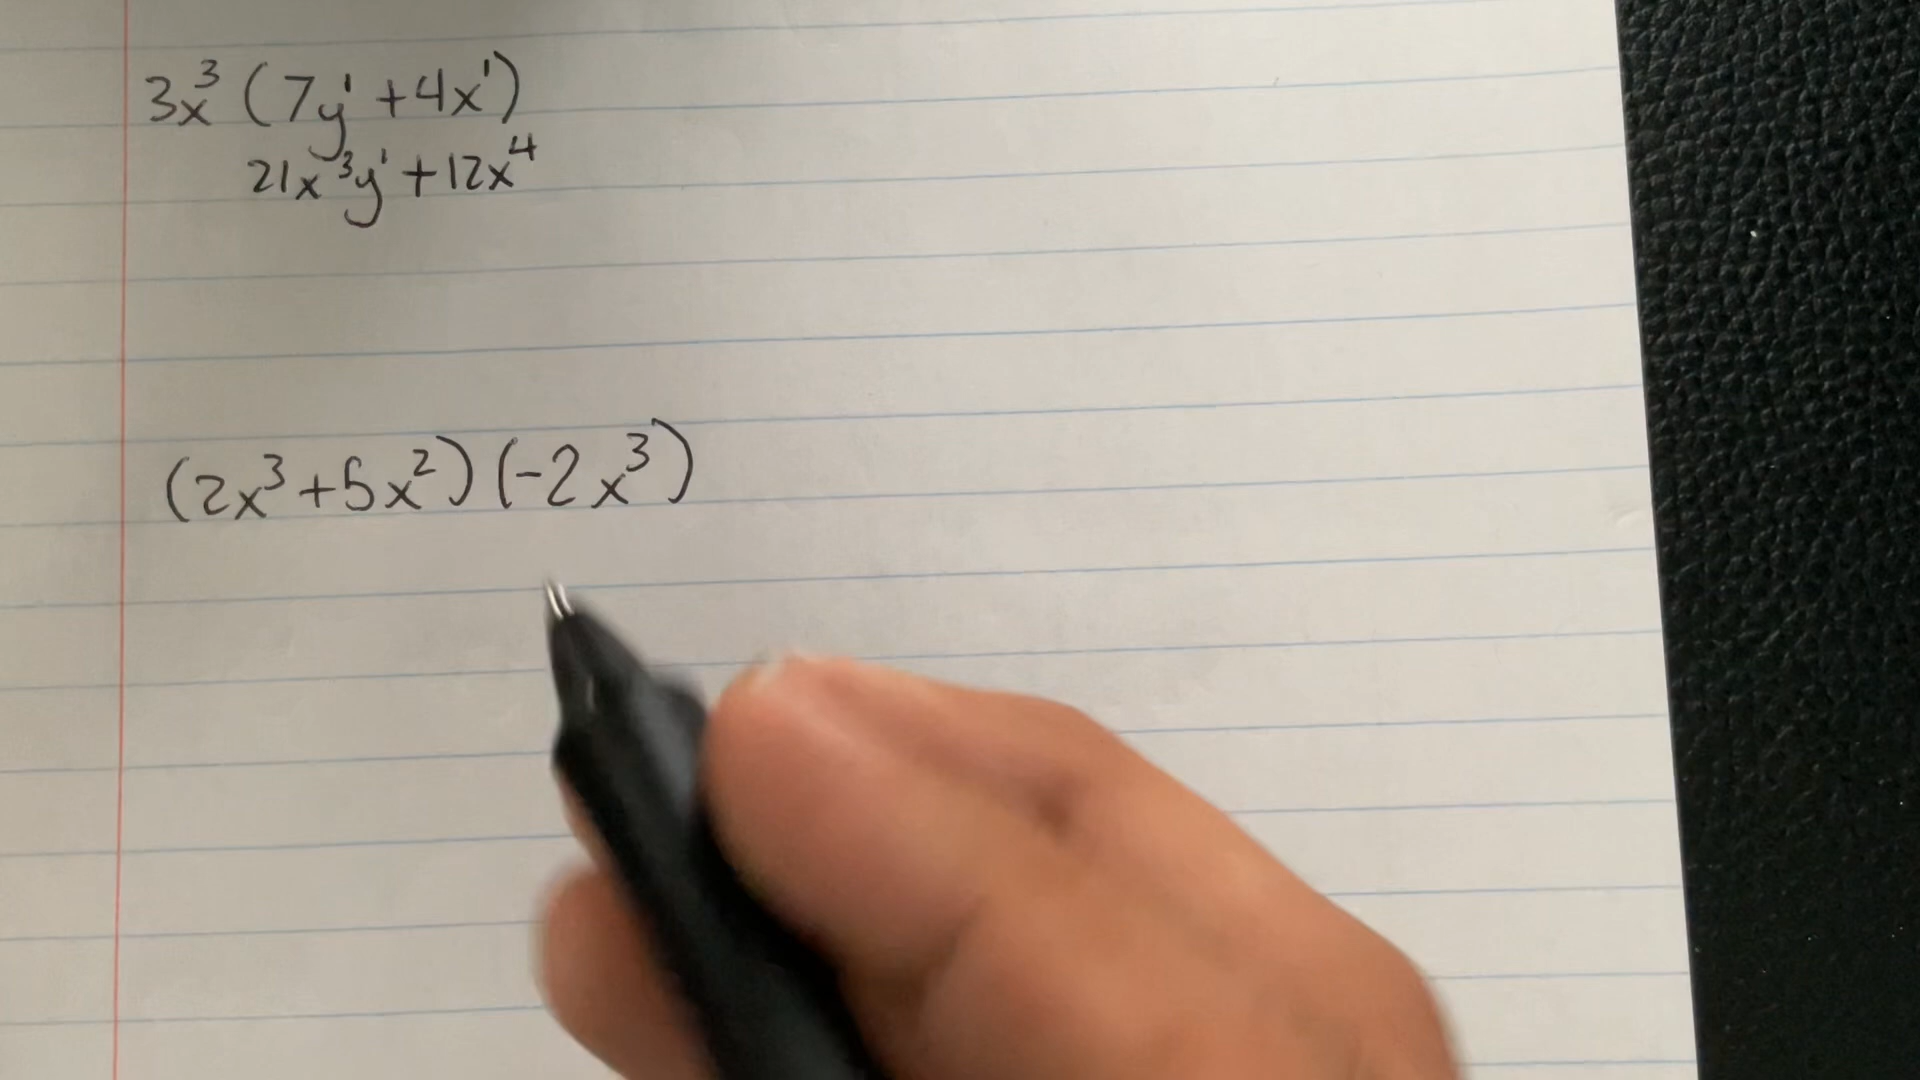 3x³ (7y¹ + 4x¹)
21x³y¹ + 12x⁴
(2x³ + 5x²) (-2x³)